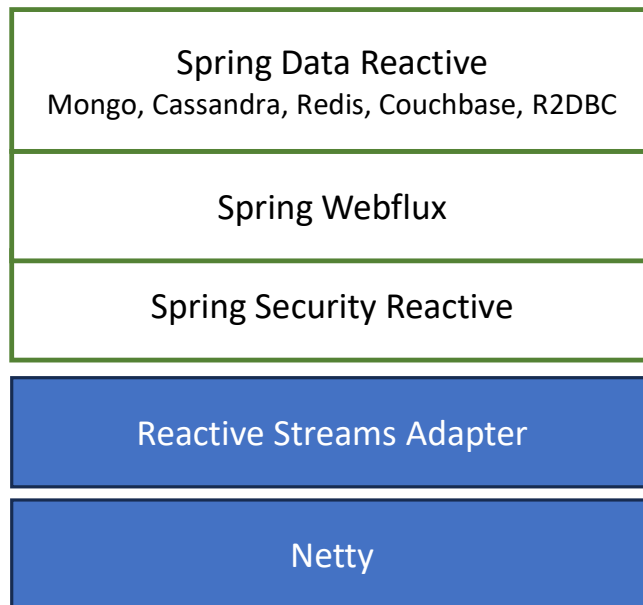 Spring Data Reactive
Mongo, Cassandra, Redis, Couchbase, R2DBC
Spring Webflux
Spring Security Reactive
Reactive Streams Adapter
Netty